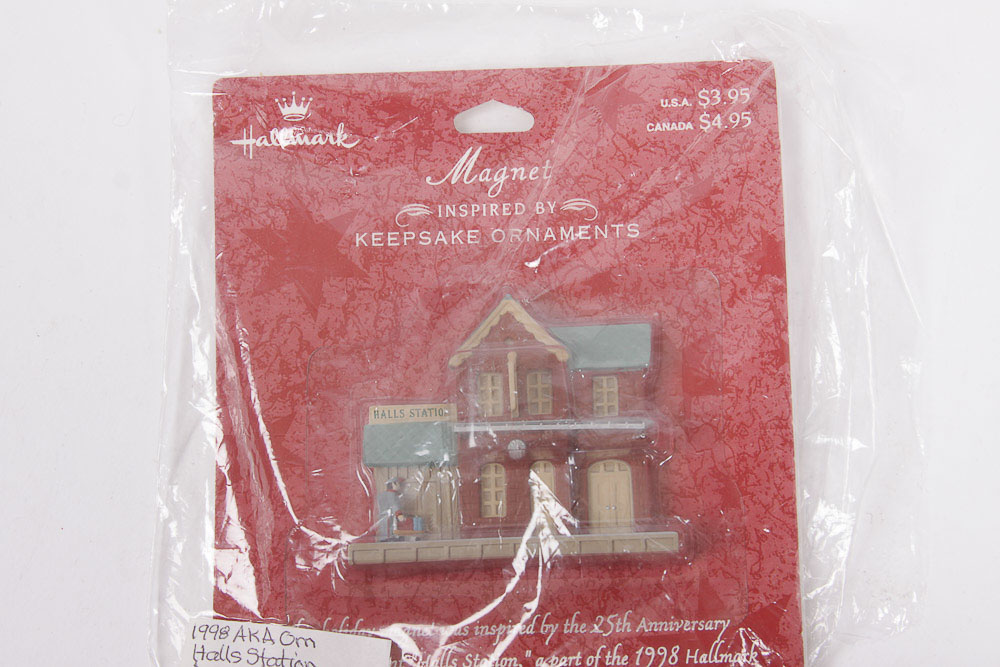 Hallmark
U.S.A. $3.95
CANADA $4.95
Magnet
INSPIRED BY
KEEPSAKE ORNAMENTS
HALLS STATION
was inspired by the 25th Anniversary
Halls Station," a part of the 1998 Hallmark
1998 AKA Orn
Halls Station